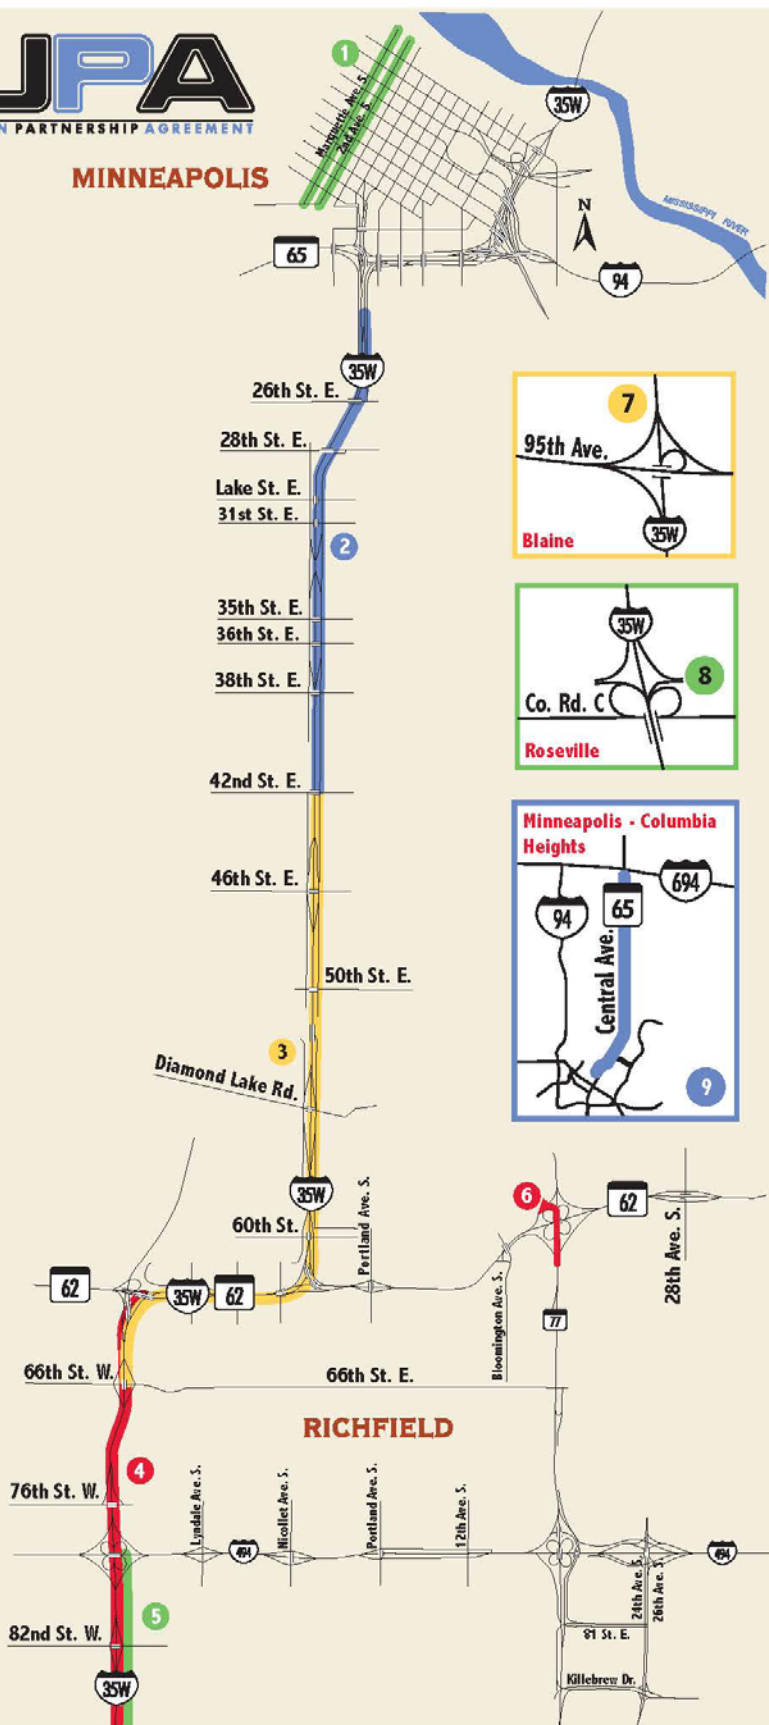 UPA
N PARTNERSHIP AGREEMENT
1
35W
Marquette Ave. S.
2nd Ave. S
MINNEAPOLIS
MISSISSIPPI RIVER
N
65
94
35W
26th St. E.
28th St. E.
Lake St. E.
31st St. E.
2
35th St. E.
36th St. E.
38th St. E.
42nd St. E.
46th St. E.
50th St. E.
3
Diamond Lake Rd.
35W
60th St.
Portland Ave. S.
62
35W
62
66th St. W.
66th St. E.
RICHFIELD
4
76th St. W.
Lyndale Ave. S.
494
Nicollet Ave. S.
Portland Ave. S.
12th Ave. S.
5
82nd St. W.
35W
7
95th Ave.
35W
Blaine
35W
8
Co. Rd. C
Roseville
Minneapolis - Columbia
Heights
694
94
65
Central Ave.
9
6
62
28th Ave. S.
Bloomington Ave. S.
77
494
24th Ave. S.
26th Ave. S.
81 St. E.
Killebrew Dr.